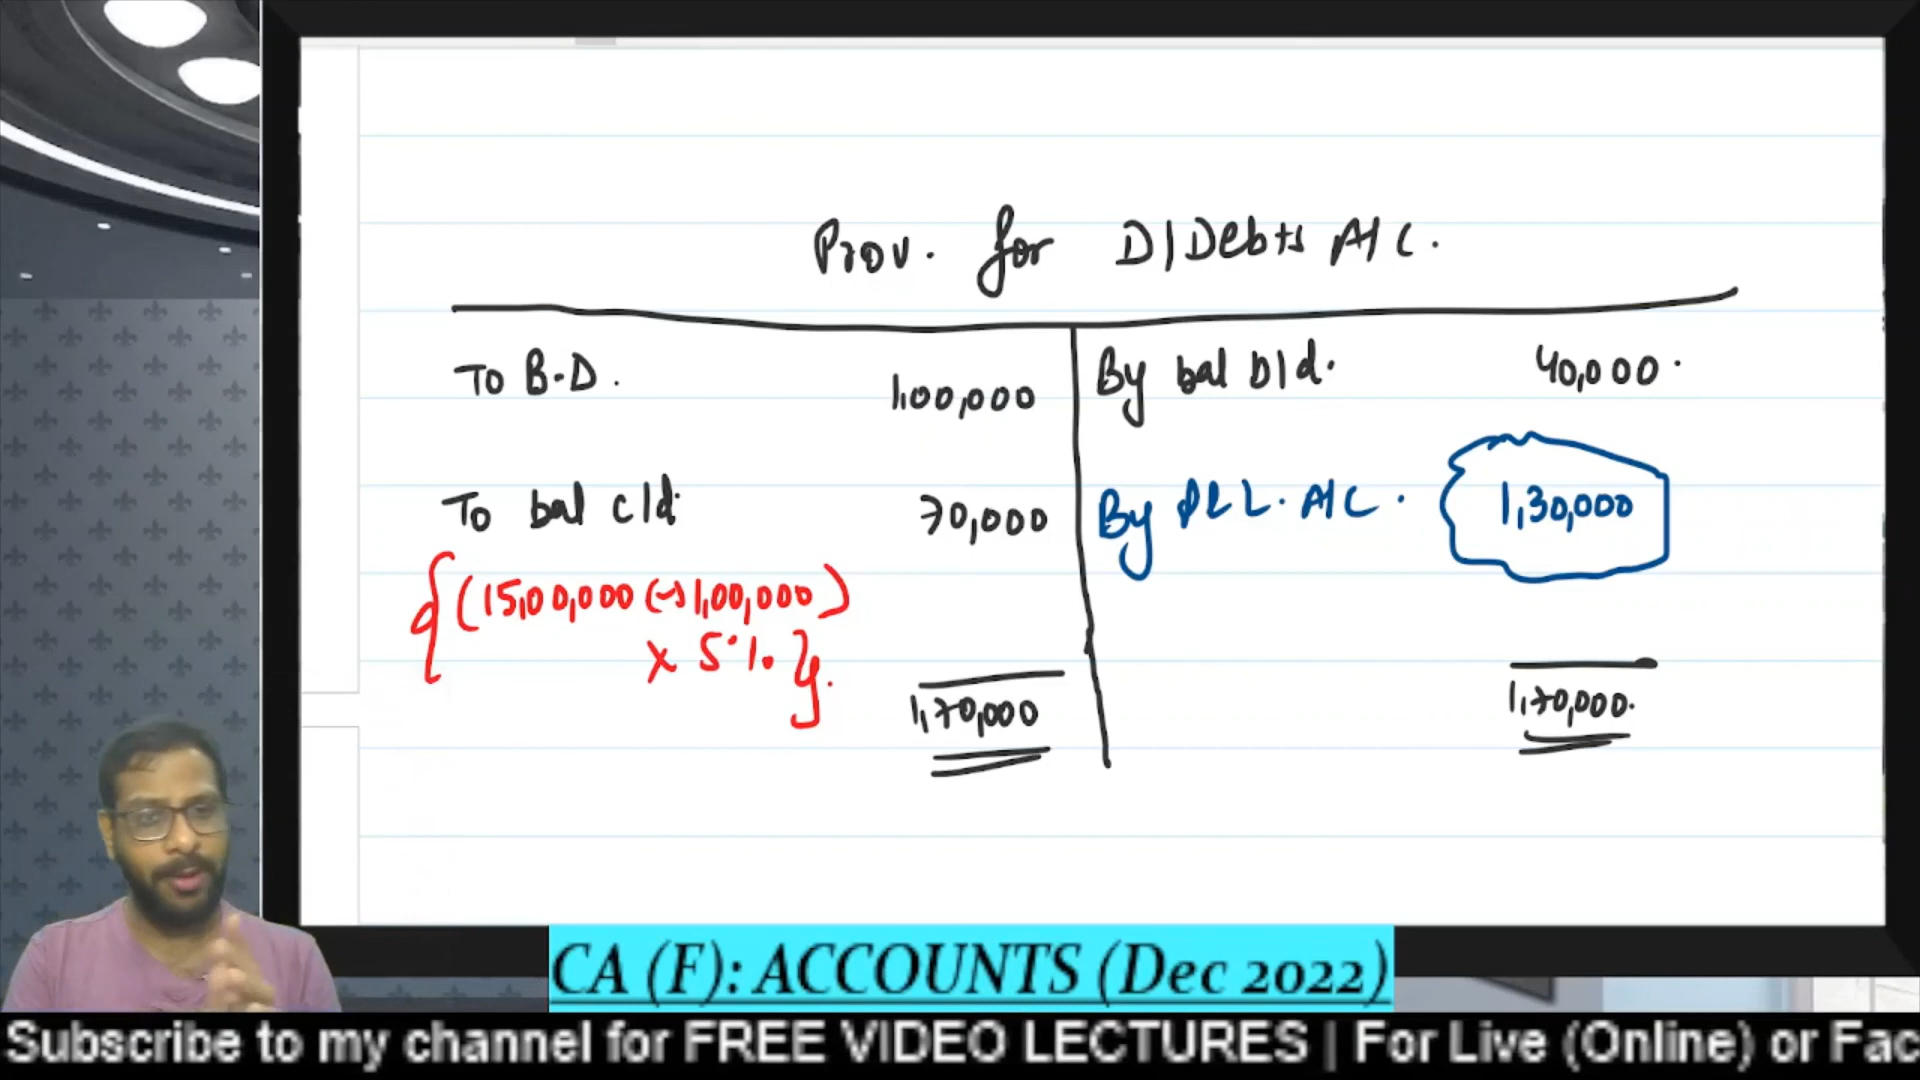 Prov. for D/Debts A/C.
To B.D. 1,00,000 By bal b/d. 40,000.
To bal c/d. 70,000 By P&L. A/C. 1,30,000
{(15,00,000 (-) 1,00,000)
x 5%}.
1,70,000 1,70,000.
CA (F): ACCOUNTS (Dec 2022)
Subscribe to my channel for FREE VIDEO LECTURES | For Live (Online) or Fac